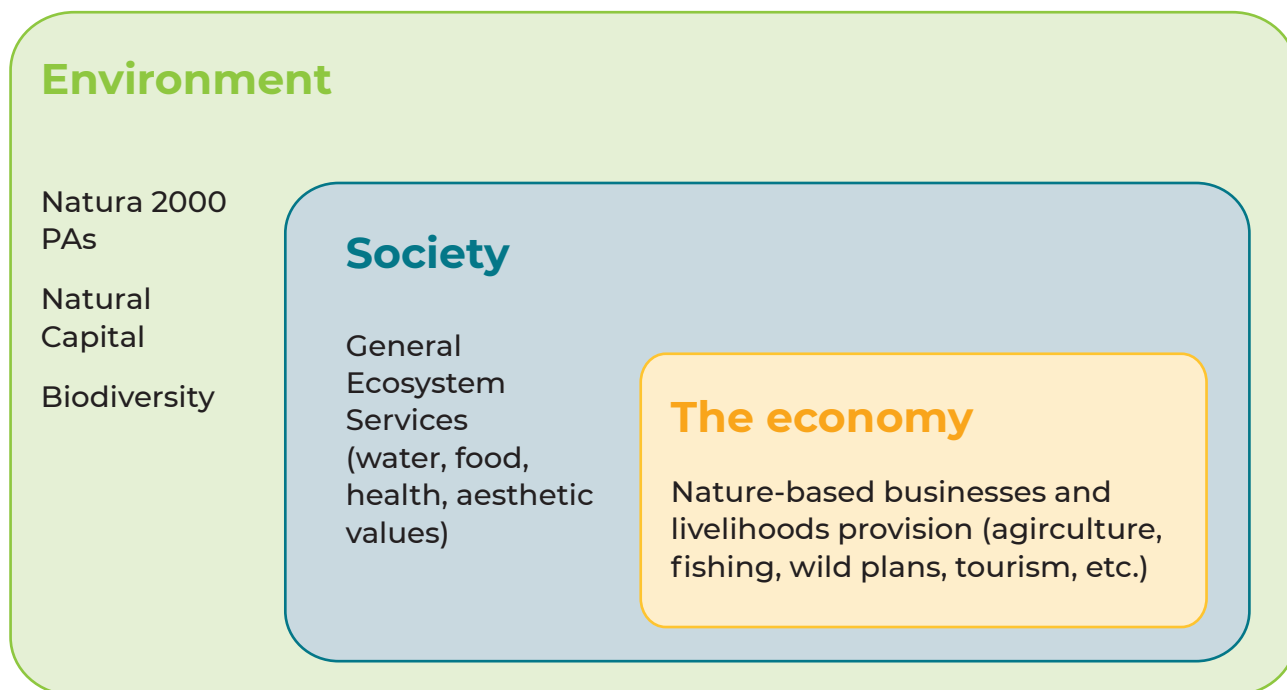 Environment
Natura 2000
PAs
Natural
Capital
Biodiversity
Society
General
Ecosystem
Services
(water, food,
health, aesthetic
values)
The economy
Nature-based businesses and
livelihoods provision (agirculture,
fishing, wild plans, tourism, etc.)